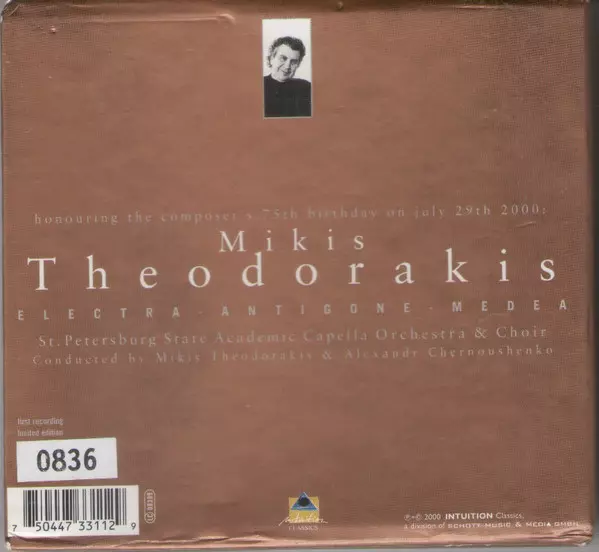 honouring the composer's 75th birthday on july 29th 2000:
Mikis
Theodorakis
ELECTRA · ANTIGONE · MEDEA
St. Petersburg State Academic Capella Orchestra & Choir
Conducted by Mikis Theodorakis & Alexandr Chernoushenko
first recording
limited edition
0836
7 50447 33112 9
intuition
CLASSICS
℗+© 2000 INTUITION Classics,
a division of SCHOTT MUSIC & MEDIA GMBH